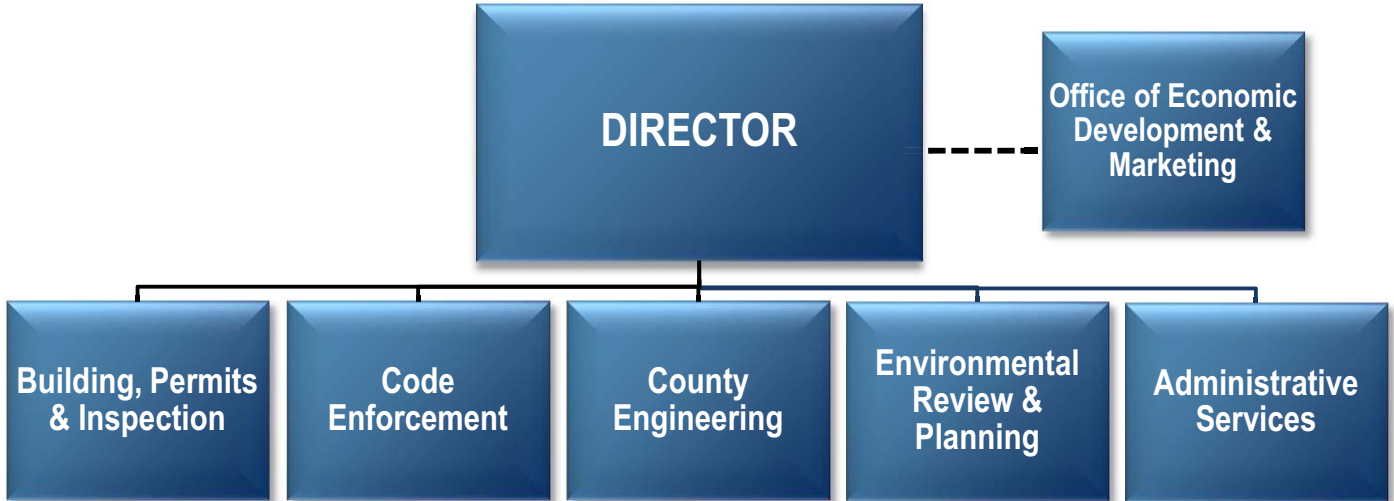 DIRECTOR
Office of Economic
Development &
Marketing
Building, Permits
& Inspection
Code
Enforcement
County
Engineering
Environmental
Review &
Planning
Administrative
Services